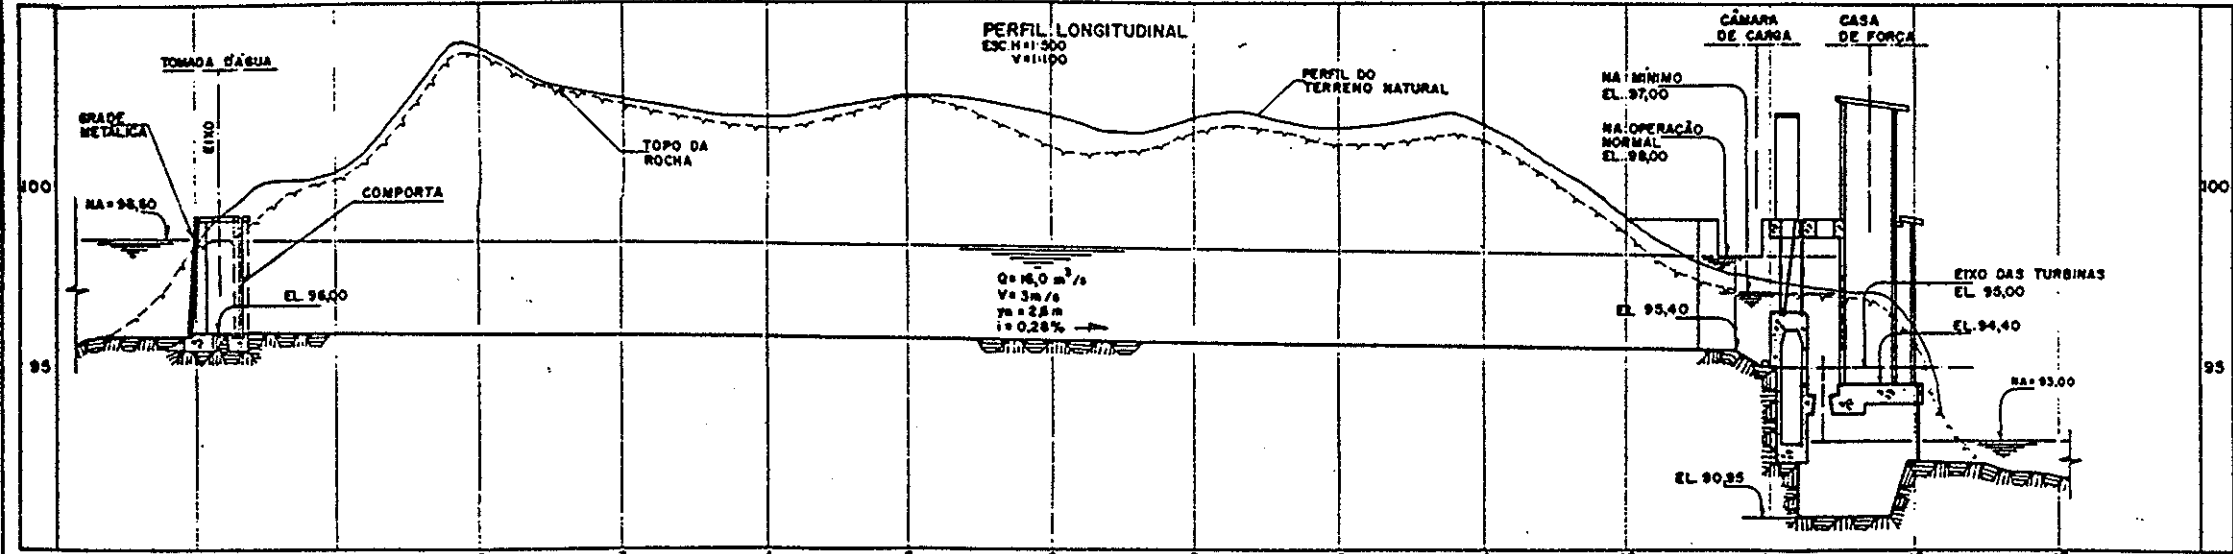 PERFIL LONGITUDINAL
ESC. H=1:500
V=1:100
TOMADA D'ÁGUA
GRADE
METÁLICA
EIXO
NA=98,50
COMPORTA
EL. 96,00
TOPO DA
ROCHA
PERFIL DO
TERRENO NATURAL
Q=16,0 m³/s
V=3m/s
i=0,28%
CÂMARA
DE CARGA
CASA
DE FORÇA
NA MÍNIMO
EL. 97,00
NA OPERAÇÃO
NORMAL
EL. 98,00
EL. 95,40
EIXO DAS TURBINAS
EL. 95,00
EL. 94,40
NA=93,00
EL. 90,95
100
95
100
95